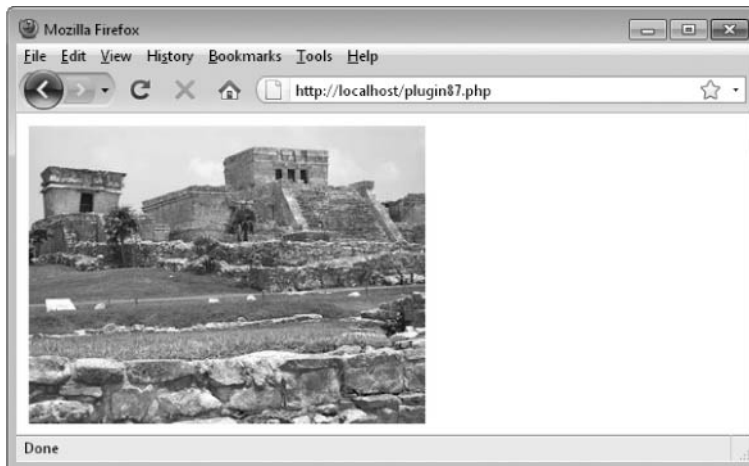 Mozilla Firefox
File Edit View History Bookmarks Tools Help
http://localhost/plugin87.php
Done